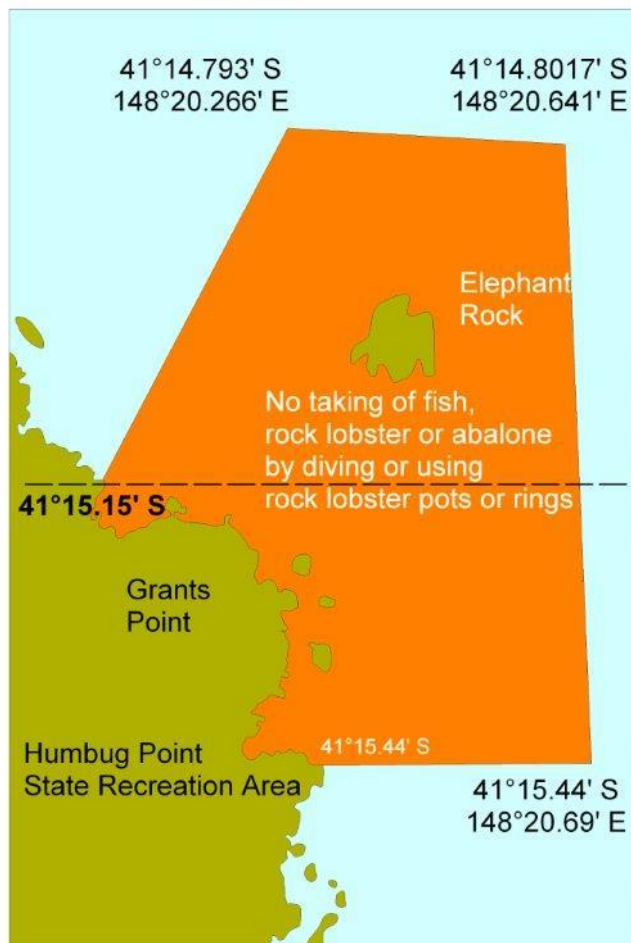 41°14.793' S
148°20.266' E
41°14.8017' S
148°20.641' E
Elephant
Rock
No taking of fish,
rock lobster or abalone
by diving or using
rock lobster pots or rings
41°15.15' S
Grants
Point
41°15.44' S
Humbug Point
State Recreation Area
41°15.44' S
148°20.69' E